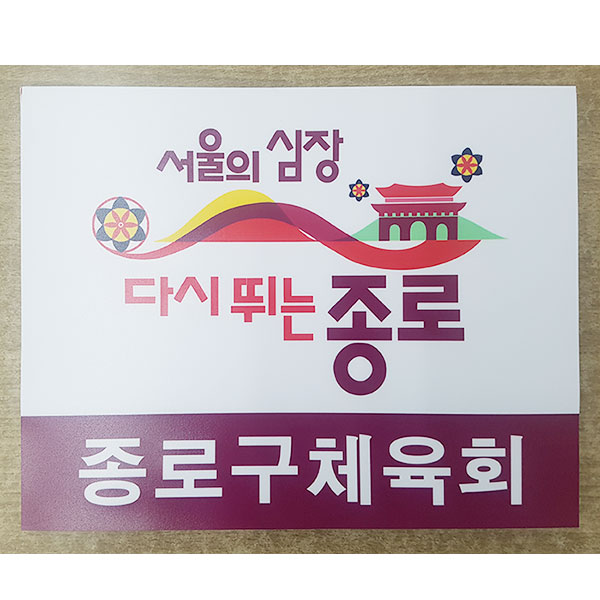 서울의 심장
다시 뛰는 종로
종로구체육회